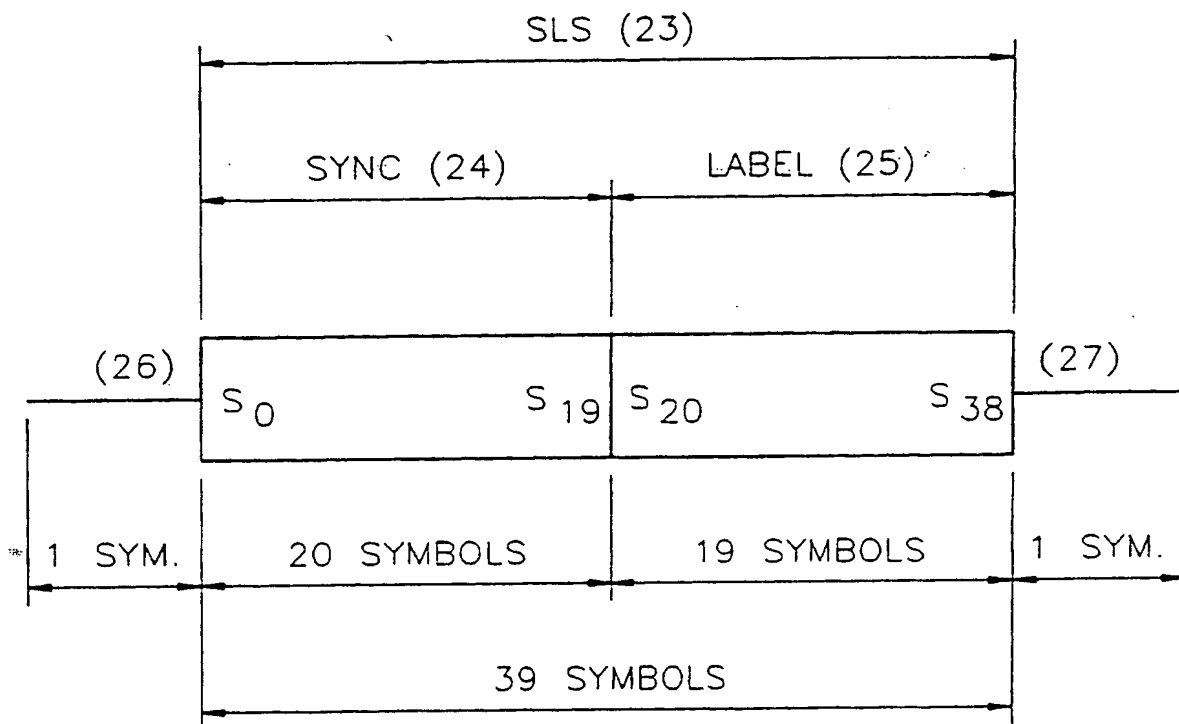 SLS (23)
SYNC (24) LABEL (25)
(26) (27)
S0 S19 S20 S38
1 SYM. 20 SYMBOLS 19 SYMBOLS 1 SYM.
39 SYMBOLS